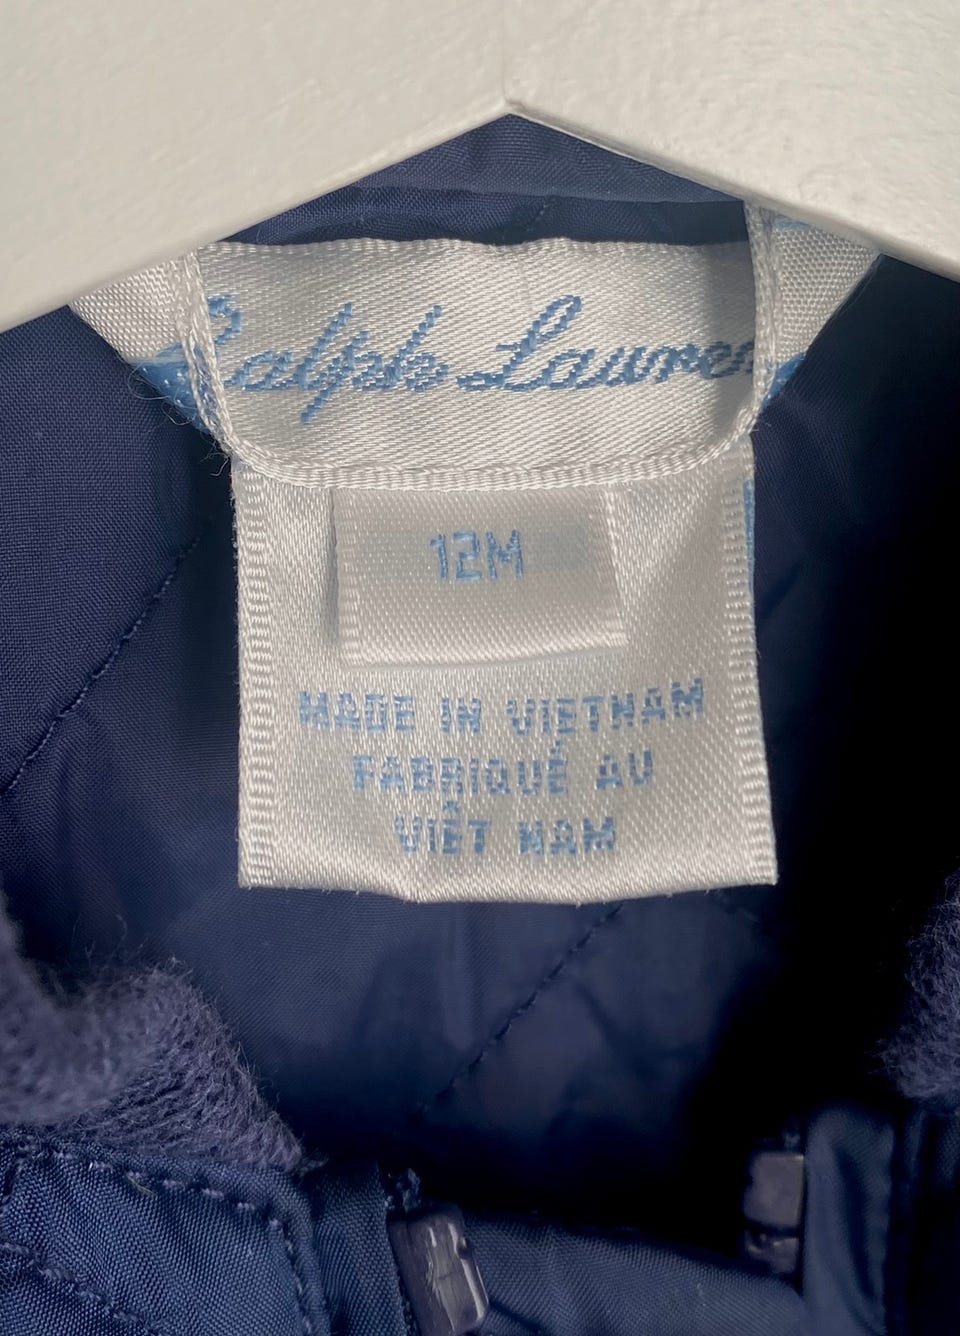 Ralph Lauren
12M
MADE IN VIETNAM
FABRIQUÉ AU
VIÊT NAM